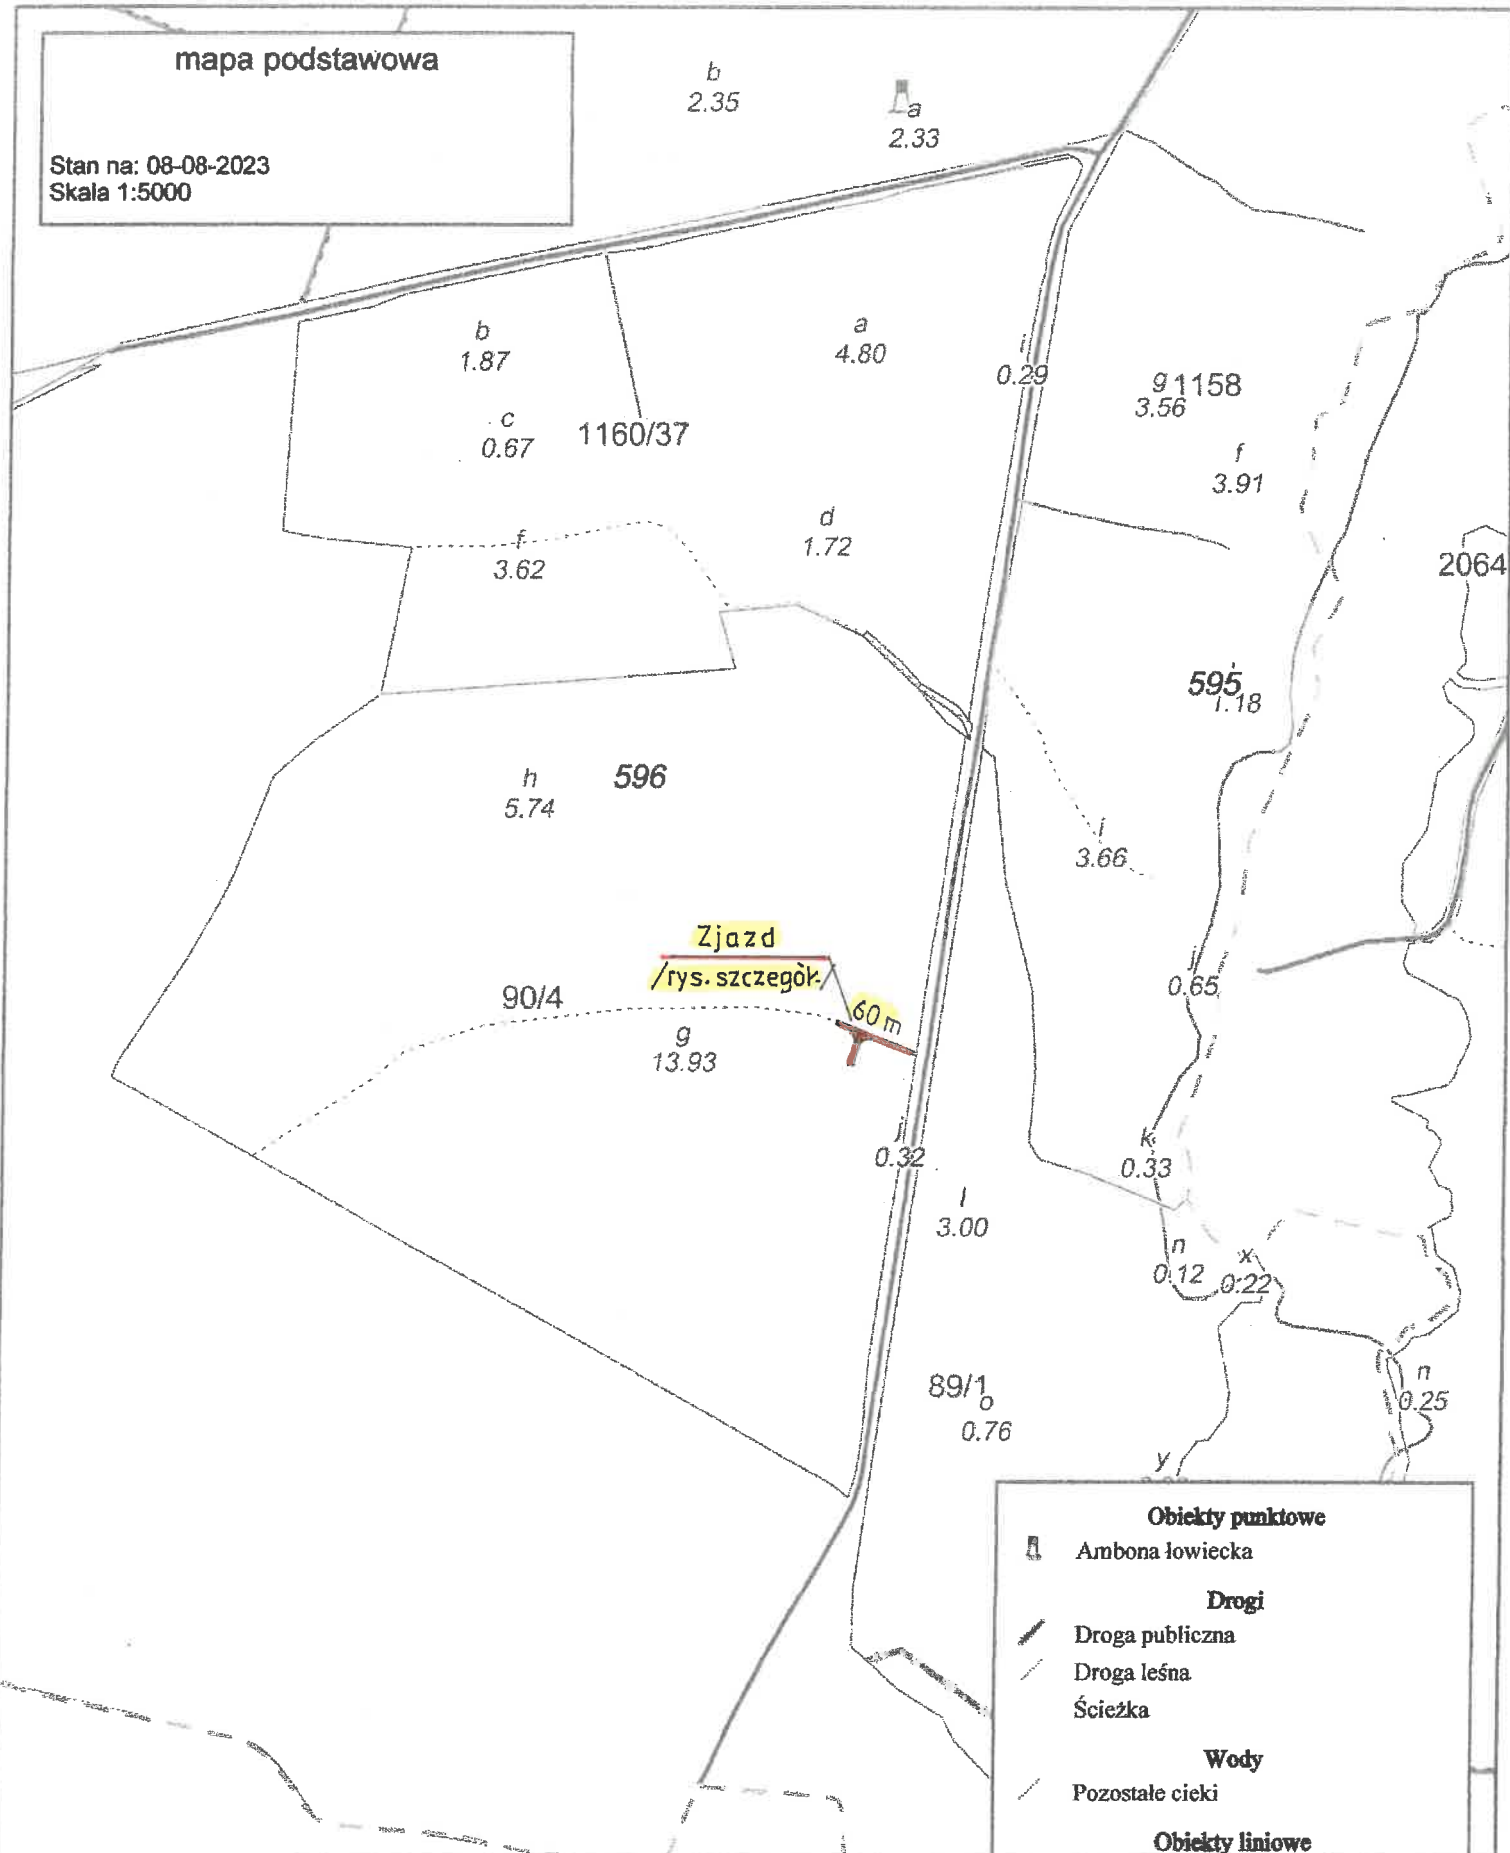 mapa podstawowa
Stan na: 08-08-2023
Skala 1:5000
b
2.35
a
2.33
b
1.87
a
4.80
i
0.29
g 1158
3.56
c
0.67
1160/37
f
3.91
d
1.72
f
3.62
2064
595
i
1.18
h
5.74
596
i
3.66
Zjazd
/rys. szczegół./
60 m
90/4
j
0.65
g
13.93
j
0.32
k
0.33
l
3.00
n
0.12
x
0.22
89/1
o
0.76
n
0.25
y
Obiekty punktowe
Ambona łowiecka
Drogi
Droga publiczna
Droga leśna
Ścieżka
Wody
Pozostałe cieki
Obiekty liniowe